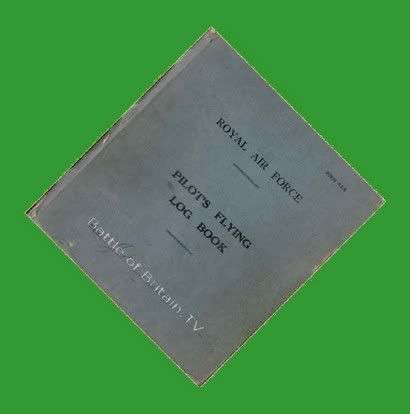 ROYAL AIR FORCE
PILOT'S FLYING
LOG BOOK
Battle of Britain.TV